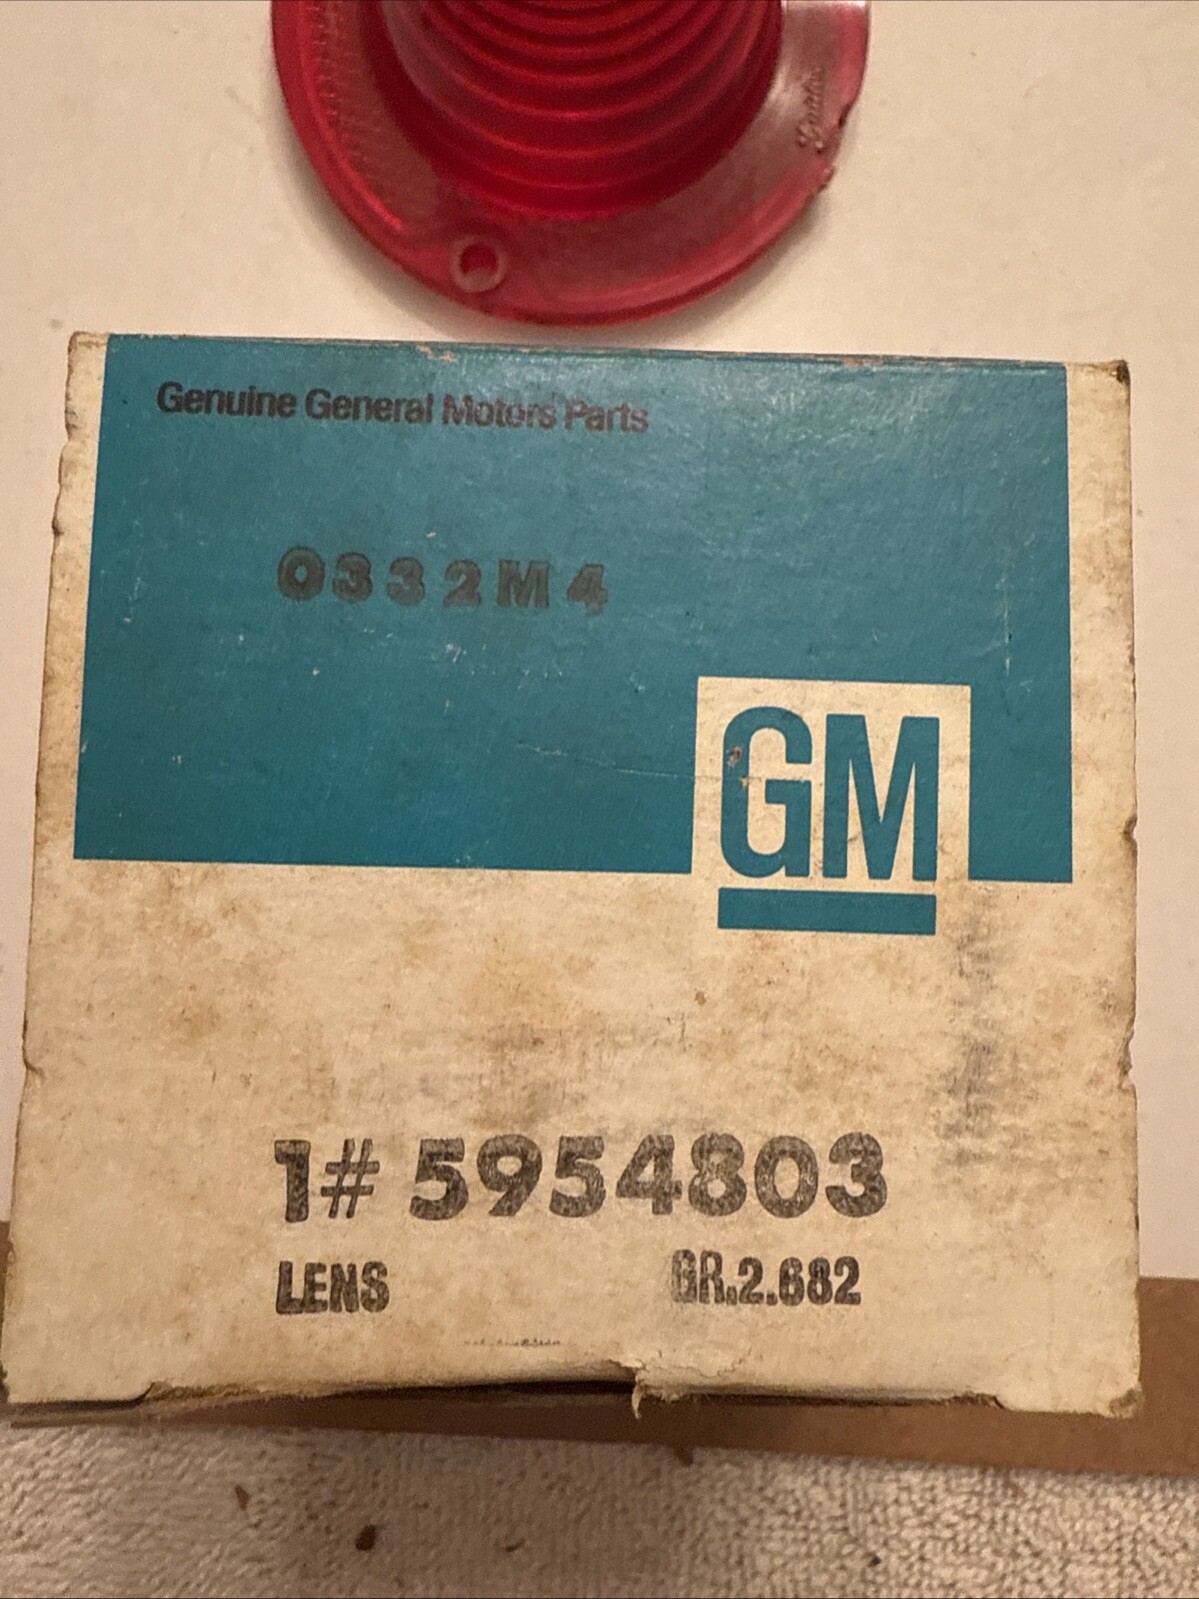 Genuine General Motors Parts
0332M4
GM
1# 5954803
LENS GR.2.682